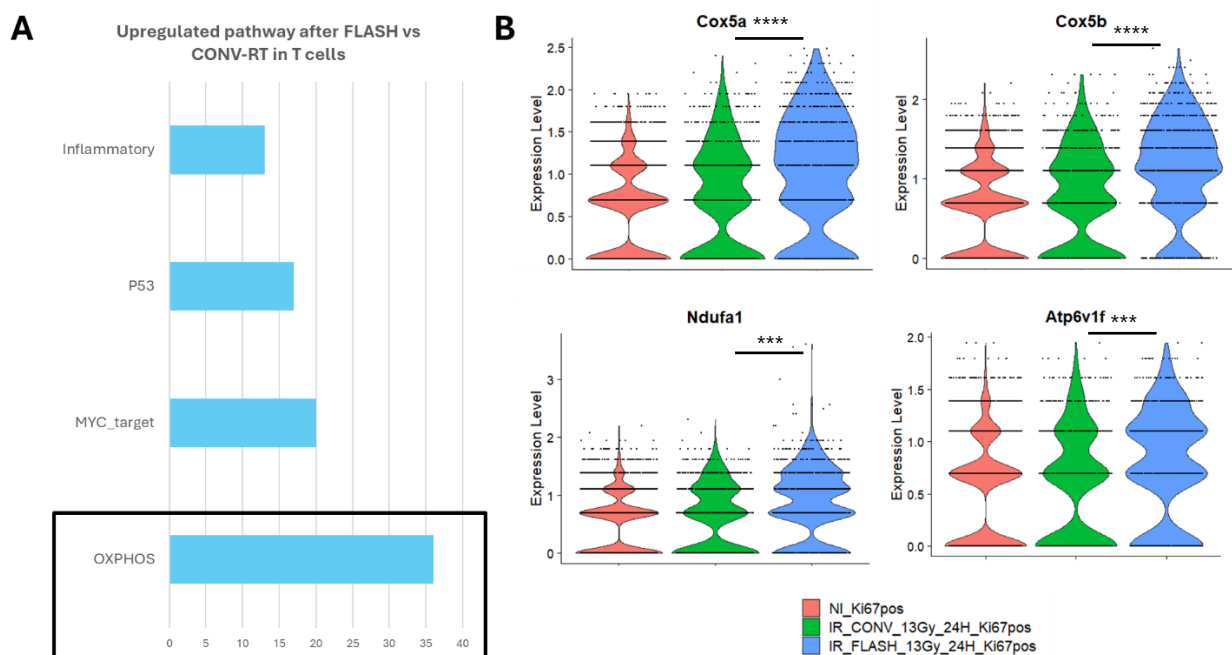 A
Upregulated pathway after FLASH vs
CONV-RT in T cells
Inflammatory
P53
MYC_target
OXPHOS
0 5 10 15 20 25 30 35 40
B
Cox5a
****
Expression Level
2.5
2.0
1.5
1.0
0.5
0.0
Cox5b
****
Expression Level
2
1
0
Ndufa1
***
Expression Level
3
2
1
0
Atp6v1f
***
Expression Level
1.5
1.0
0.5
0.0
NI_Ki67pos
IR_CONV_13Gy_24H_Ki67pos
IR_FLASH_13Gy_24H_Ki67pos